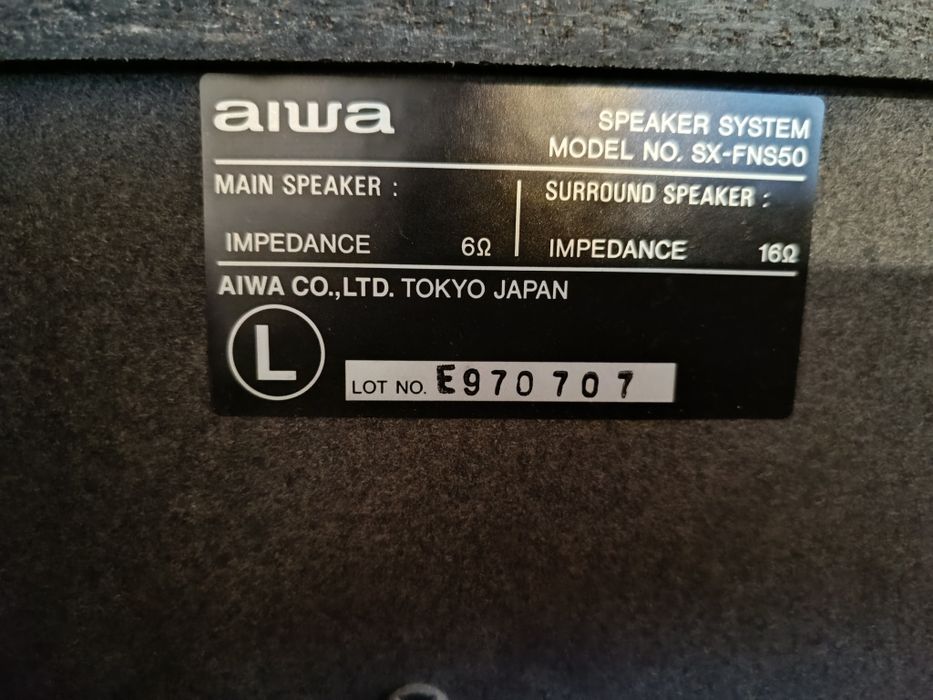 aiwa
SPEAKER SYSTEM
MODEL NO. SX-FNS50
MAIN SPEAKER :
IMPEDANCE 6Ω
SURROUND SPEAKER :
IMPEDANCE 16Ω
AIWA CO.,LTD. TOKYO JAPAN
L
LOT NO. E970707